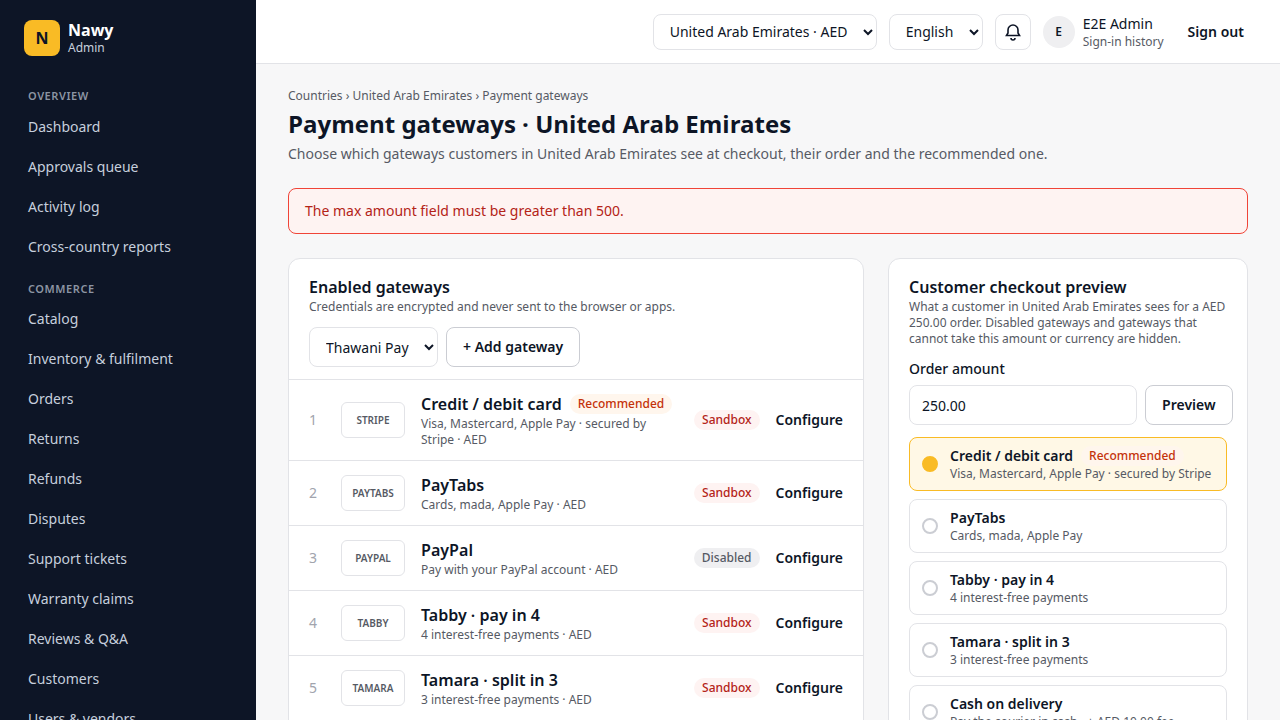 N
Nawy
Admin
OVERVIEW
Dashboard
Approvals queue
Activity log
Cross-country reports
COMMERCE
Catalog
Inventory & fulfilment
Orders
Returns
Refunds
Disputes
Support tickets
Warranty claims
Reviews & Q&A
Customers
Users & vendors
United Arab Emirates · AED
English
E
E2E Admin
Sign-in history
Sign out
Countries › United Arab Emirates › Payment gateways
Payment gateways · United Arab Emirates
Choose which gateways customers in United Arab Emirates see at checkout, their order and the recommended one.
The max amount field must be greater than 500.
Enabled gateways
Credentials are encrypted and never sent to the browser or apps.
Thawani Pay
+ Add gateway
1 STRIPE Credit / debit card Recommended Sandbox Configure
Visa, Mastercard, Apple Pay · secured by
Stripe · AED
2 PAYTABS PayTabs Sandbox Configure
Cards, mada, Apple Pay · AED
3 PAYPAL PayPal Disabled Configure
Pay with your PayPal account · AED
4 TABBY Tabby · pay in 4 Sandbox Configure
4 interest-free payments · AED
5 TAMARA Tamara · split in 3 Sandbox Configure
3 interest-free payments · AED
Customer checkout preview
What a customer in United Arab Emirates sees for a AED
250.00 order. Disabled gateways and gateways that
cannot take this amount or currency are hidden.
Order amount
250.00
Preview
Credit / debit card Recommended
Visa, Mastercard, Apple Pay · secured by Stripe
PayTabs
Cards, mada, Apple Pay
Tabby · pay in 4
4 interest-free payments
Tamara · split in 3
3 interest-free payments
Cash on delivery
Pay the courier in cash · + AED 10.00 fee